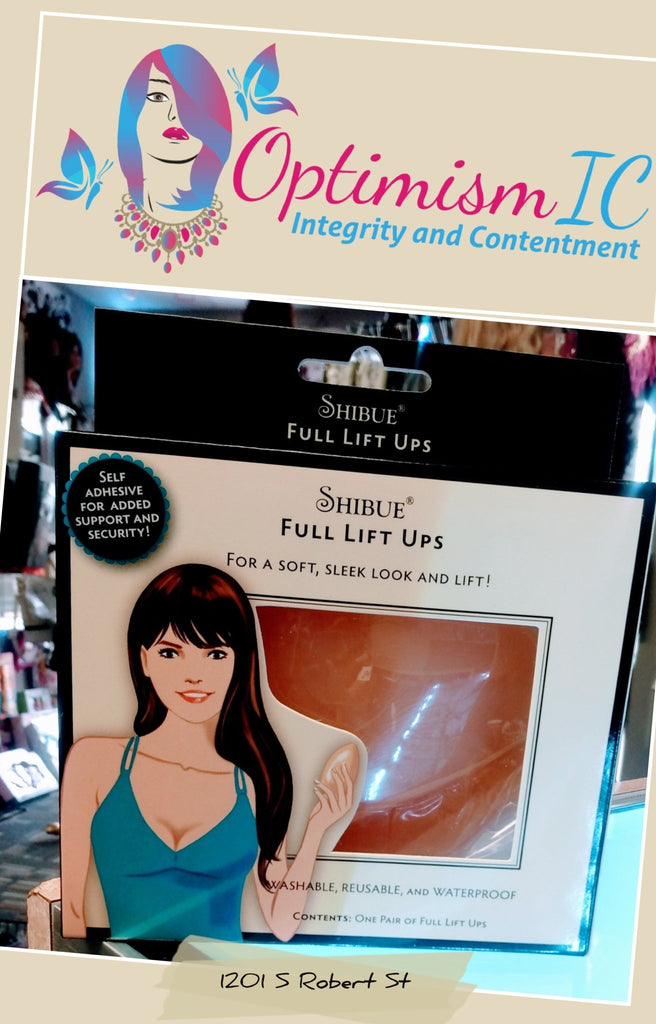 Optimism IC
Integrity and Contentment
SHIBUE®
FULL LIFT UPS
SELF
ADHESIVE
FOR ADDED
SUPPORT AND
SECURITY!
SHIBUE®
FULL LIFT UPS
FOR A SOFT, SLEEK LOOK AND LIFT!
WASHABLE, REUSABLE, AND WATERPROOF
CONTENTS: ONE PAIR OF FULL LIFT UPS
1201 S Robert St